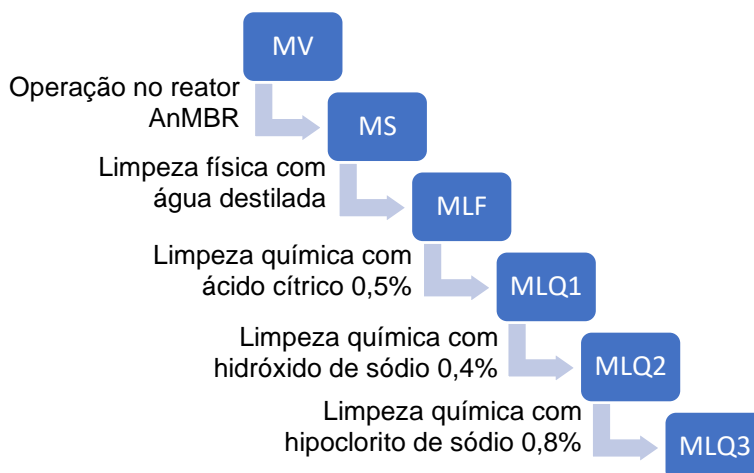 MV
Operação no reator
AnMBR
MS
Limpeza física com
água destilada
MLF
Limpeza química com
ácido cítrico 0,5%
MLQ1
Limpeza química com
hidróxido de sódio 0,4%
MLQ2
Limpeza química com
hipoclorito de sódio 0,8%
MLQ3